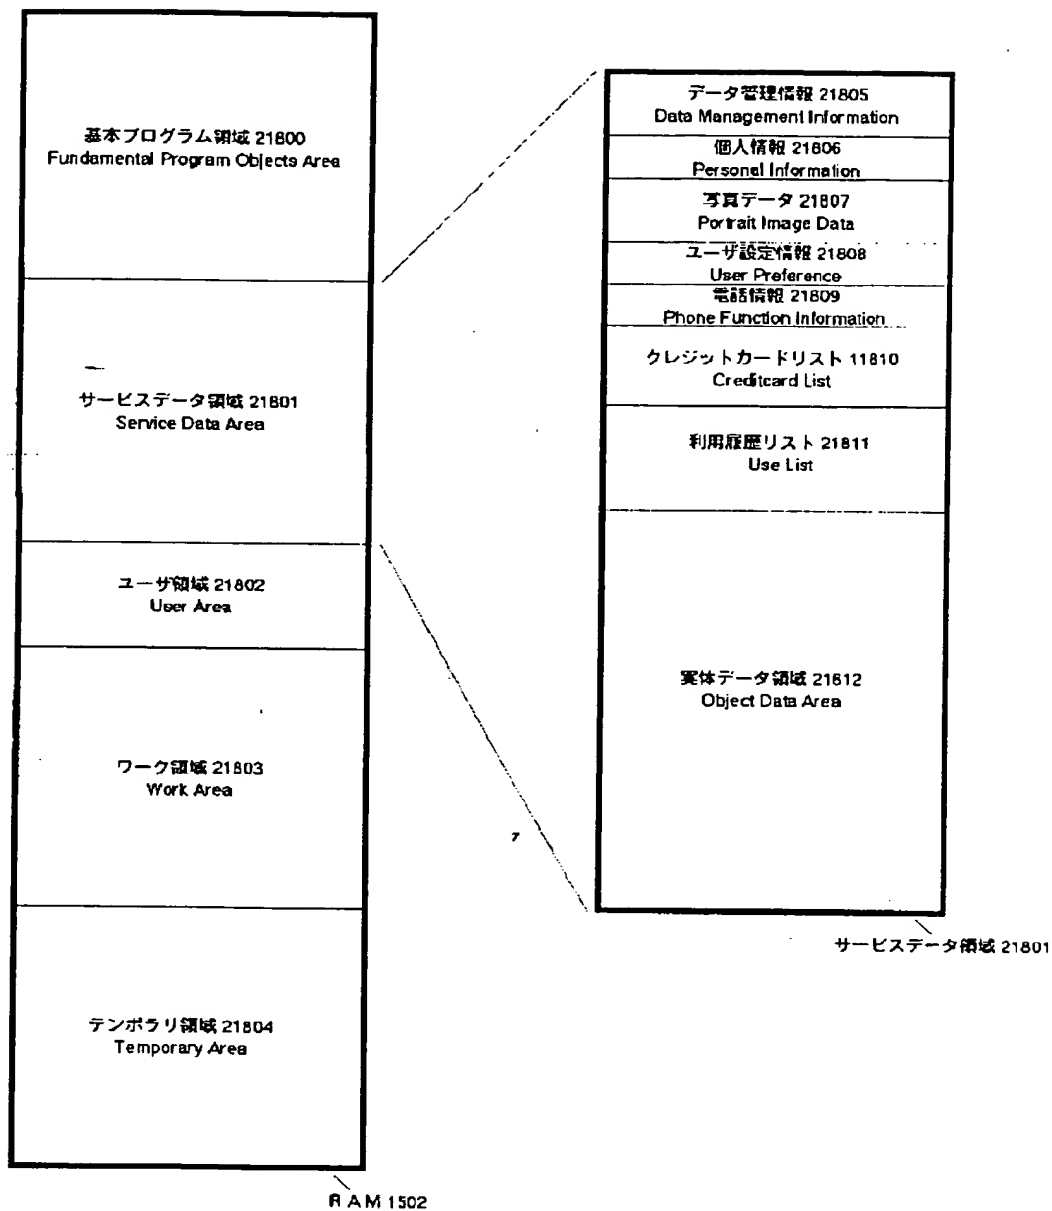 基本プログラム領域 21800
Fundamental Program Objects Area
サービスデータ領域 21801
Service Data Area
ユーザ領域 21802
User Area
ワーク領域 21803
Work Area
テンポラリ領域 21804
Temporary Area
RAM 1502
データ管理情報 21805
Data Management Information
個人情報 21806
Personal Information
写真データ 21807
Portrait Image Data
ユーザ設定情報 21808
User Preference
電話情報 21809
Phone Function Information
クレジットカードリスト 11810
Creditcard List
利用履歴リスト 21811
Use List
実体データ領域 21812
Object Data Area
サービスデータ領域 21801